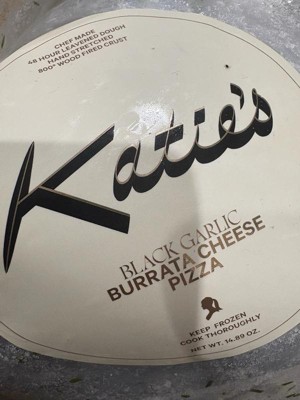 CHEF MADE
48 HOUR LEAVENED DOUGH
HAND STRETCHED
800° WOOD FIRED CRUST
Katie's
BLACK GARLIC
BURRATA CHEESE
PIZZA
KEEP FROZEN
COOK THOROUGHLY
NET WT. 14.89 OZ.